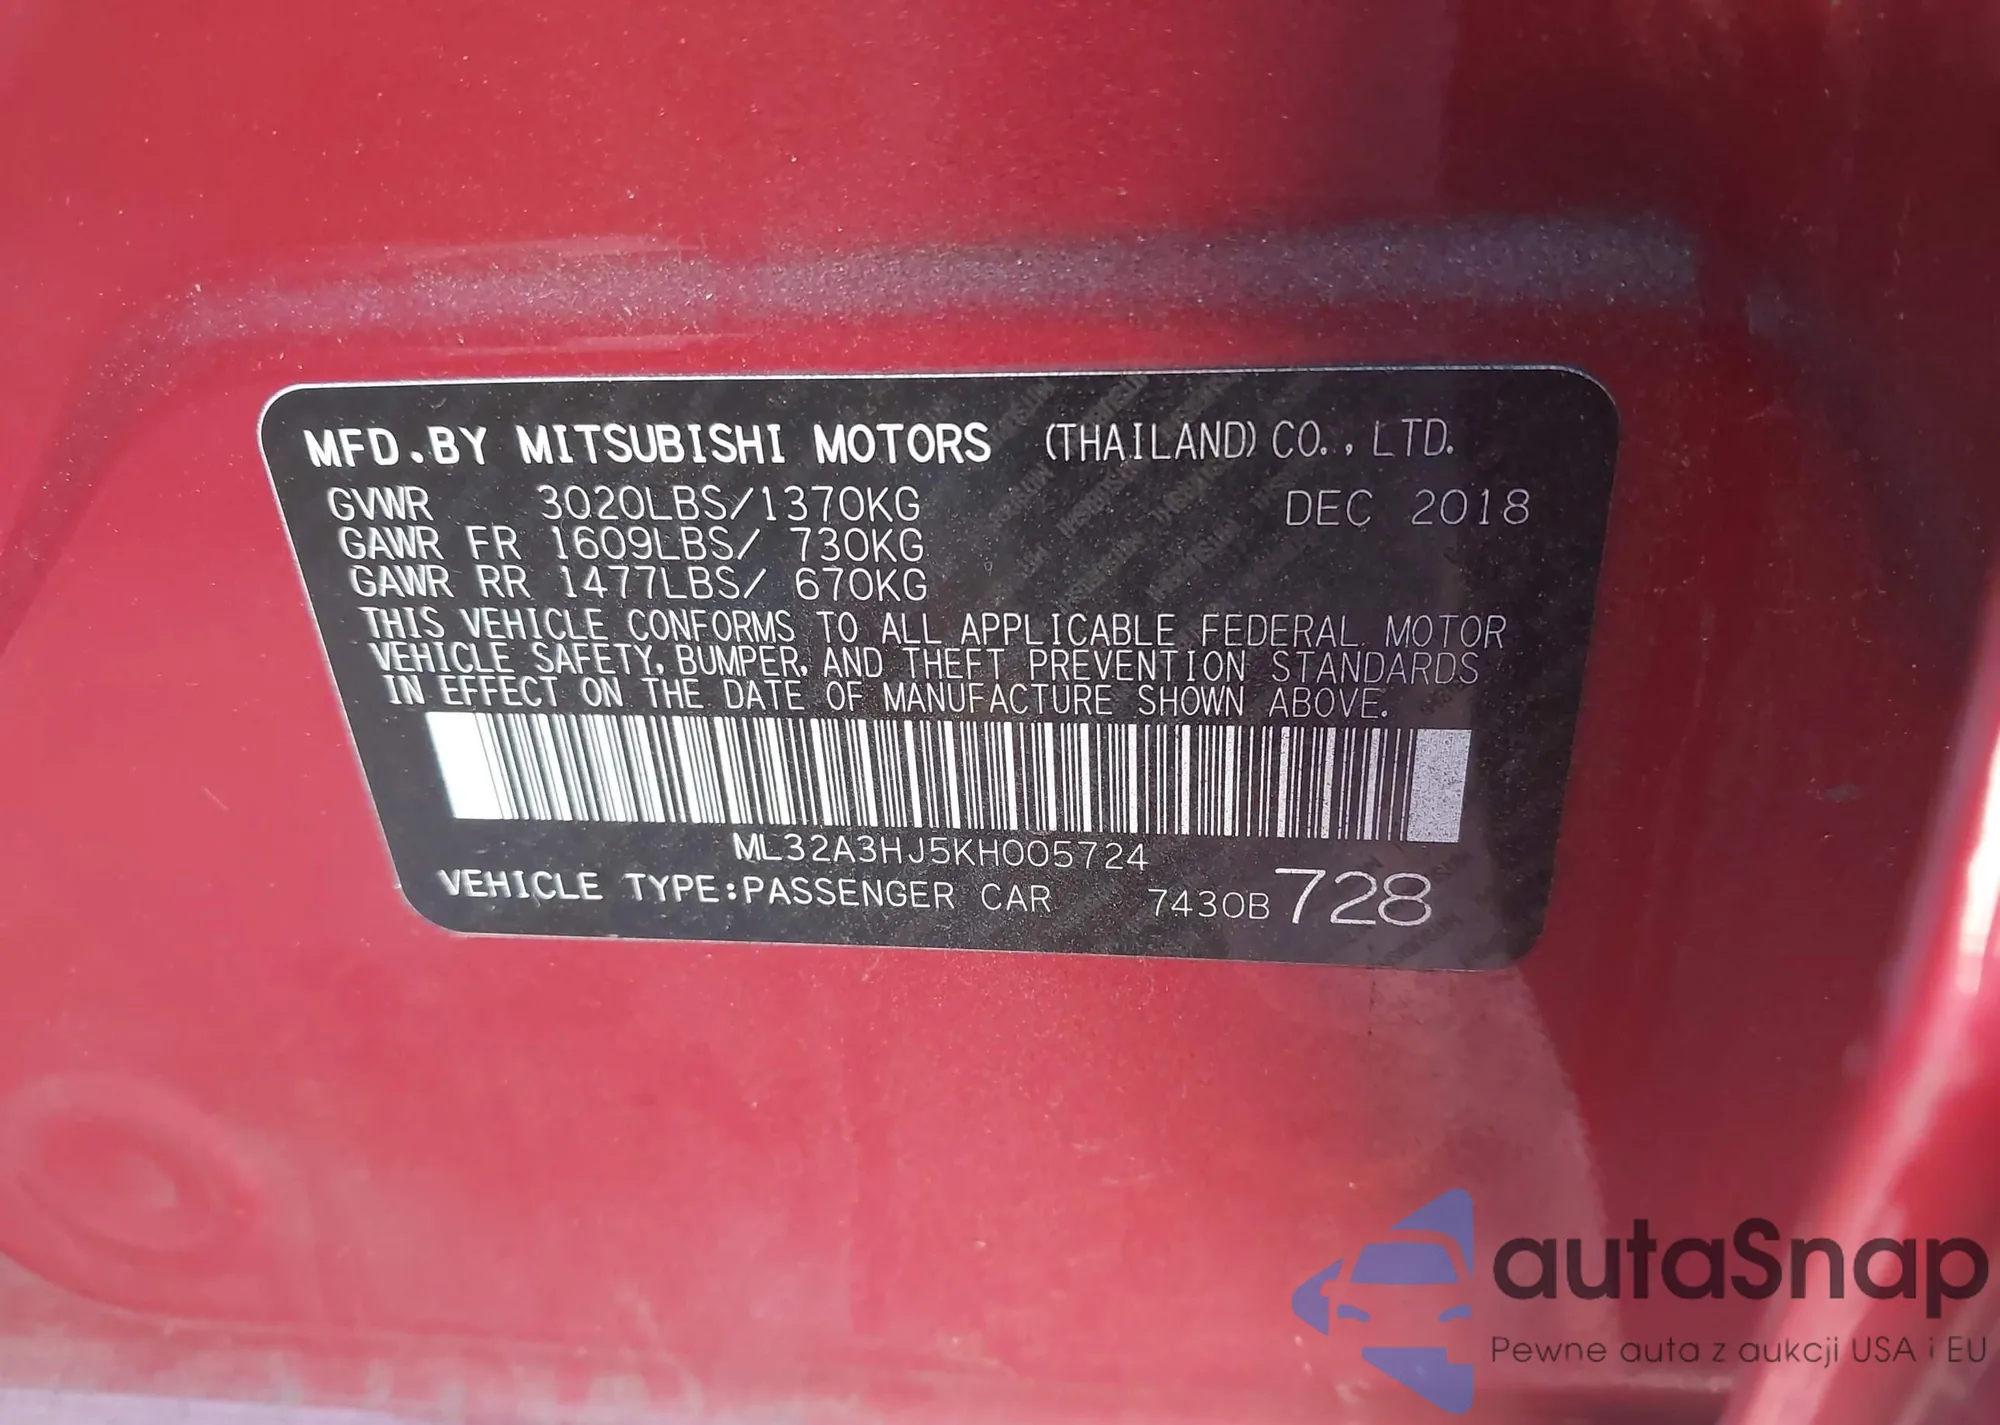 MFD.BY MITSUBISHI MOTORS (THAILAND) CO., LTD.
GVWR 3020LBS/1370KG DEC 2018
GAWR FR 1609LBS/ 730KG
GAWR RR 1477LBS/ 670KG
THIS VEHICLE CONFORMS TO ALL APPLICABLE FEDERAL MOTOR
VEHICLE SAFETY, BUMPER, AND THEFT PREVENTION STANDARDS
IN EFFECT ON THE DATE OF MANUFACTURE SHOWN ABOVE.
ML32A3HJ5KH005724
VEHICLE TYPE:PASSENGER CAR 7430B 728
autaSnap
Pewne auta z aukcji USA i EU